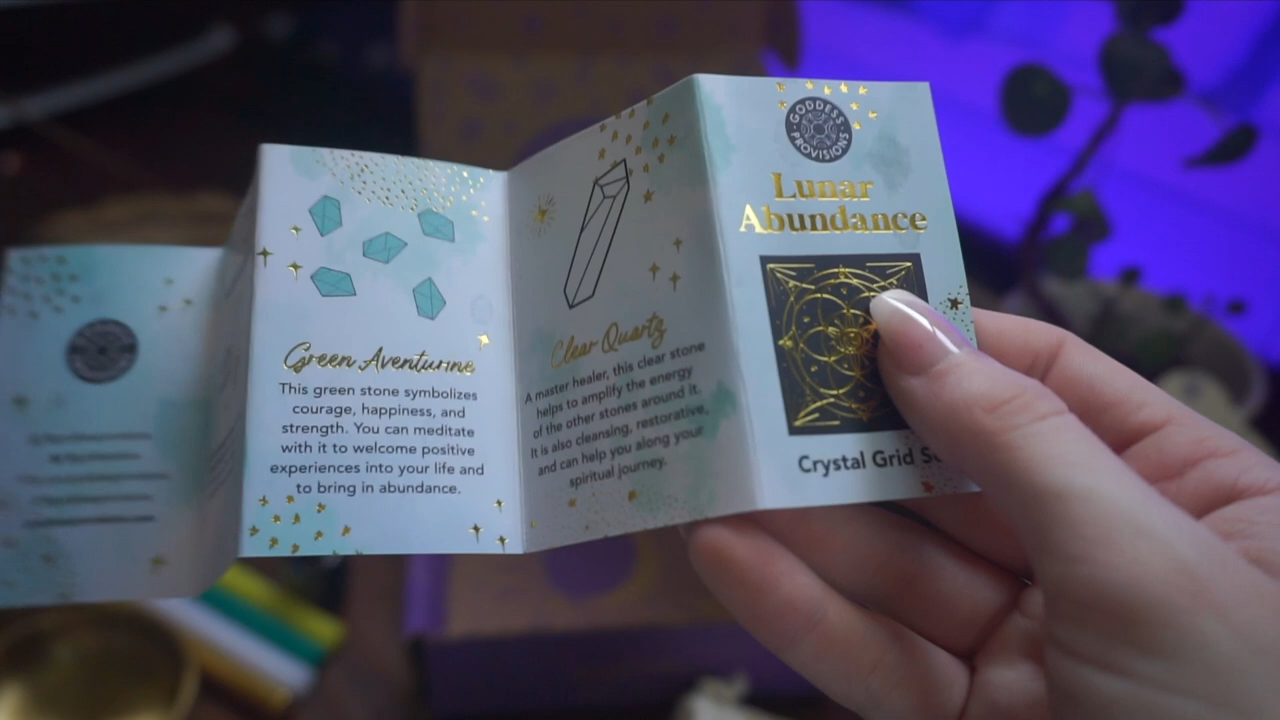 Green Aventurine
This green stone symbolizes
courage, happiness, and
strength. You can meditate
with it to welcome positive
experiences into your life and
to bring in abundance.
Clear Quartz
A master healer, this clear stone
helps to amplify the energy
of the other stones around it.
It is also cleansing, restorative,
and can help you along your
spiritual journey.
GODDESS
PROVISIONS
Lunar
Abundance
Crystal Grid